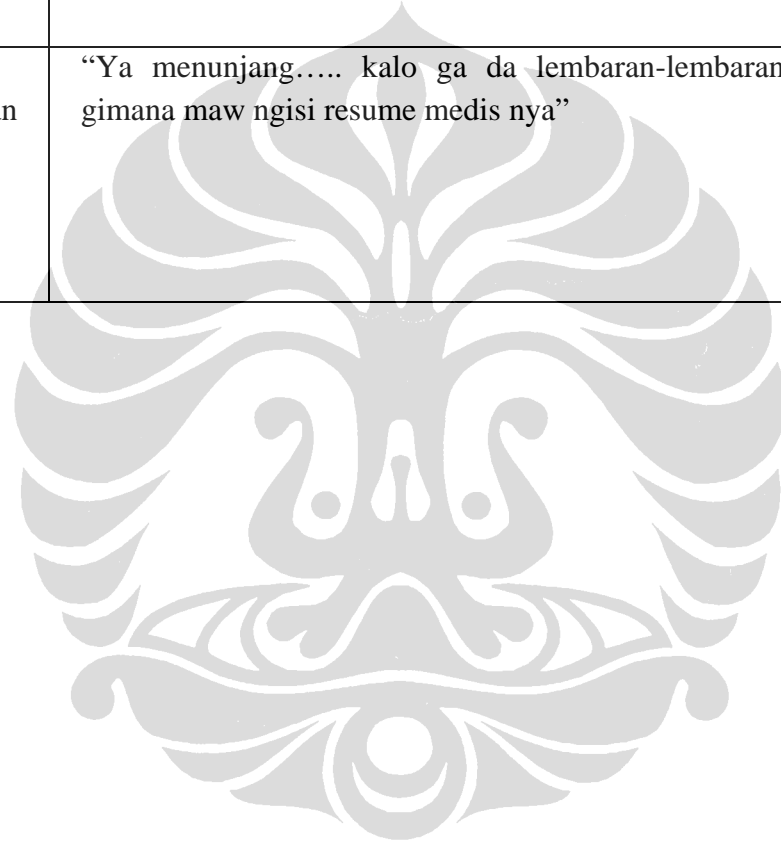 “Ya menunjang….. kalo ga da lembaran-lembaran
gimana maw ngisi resume medis nya”